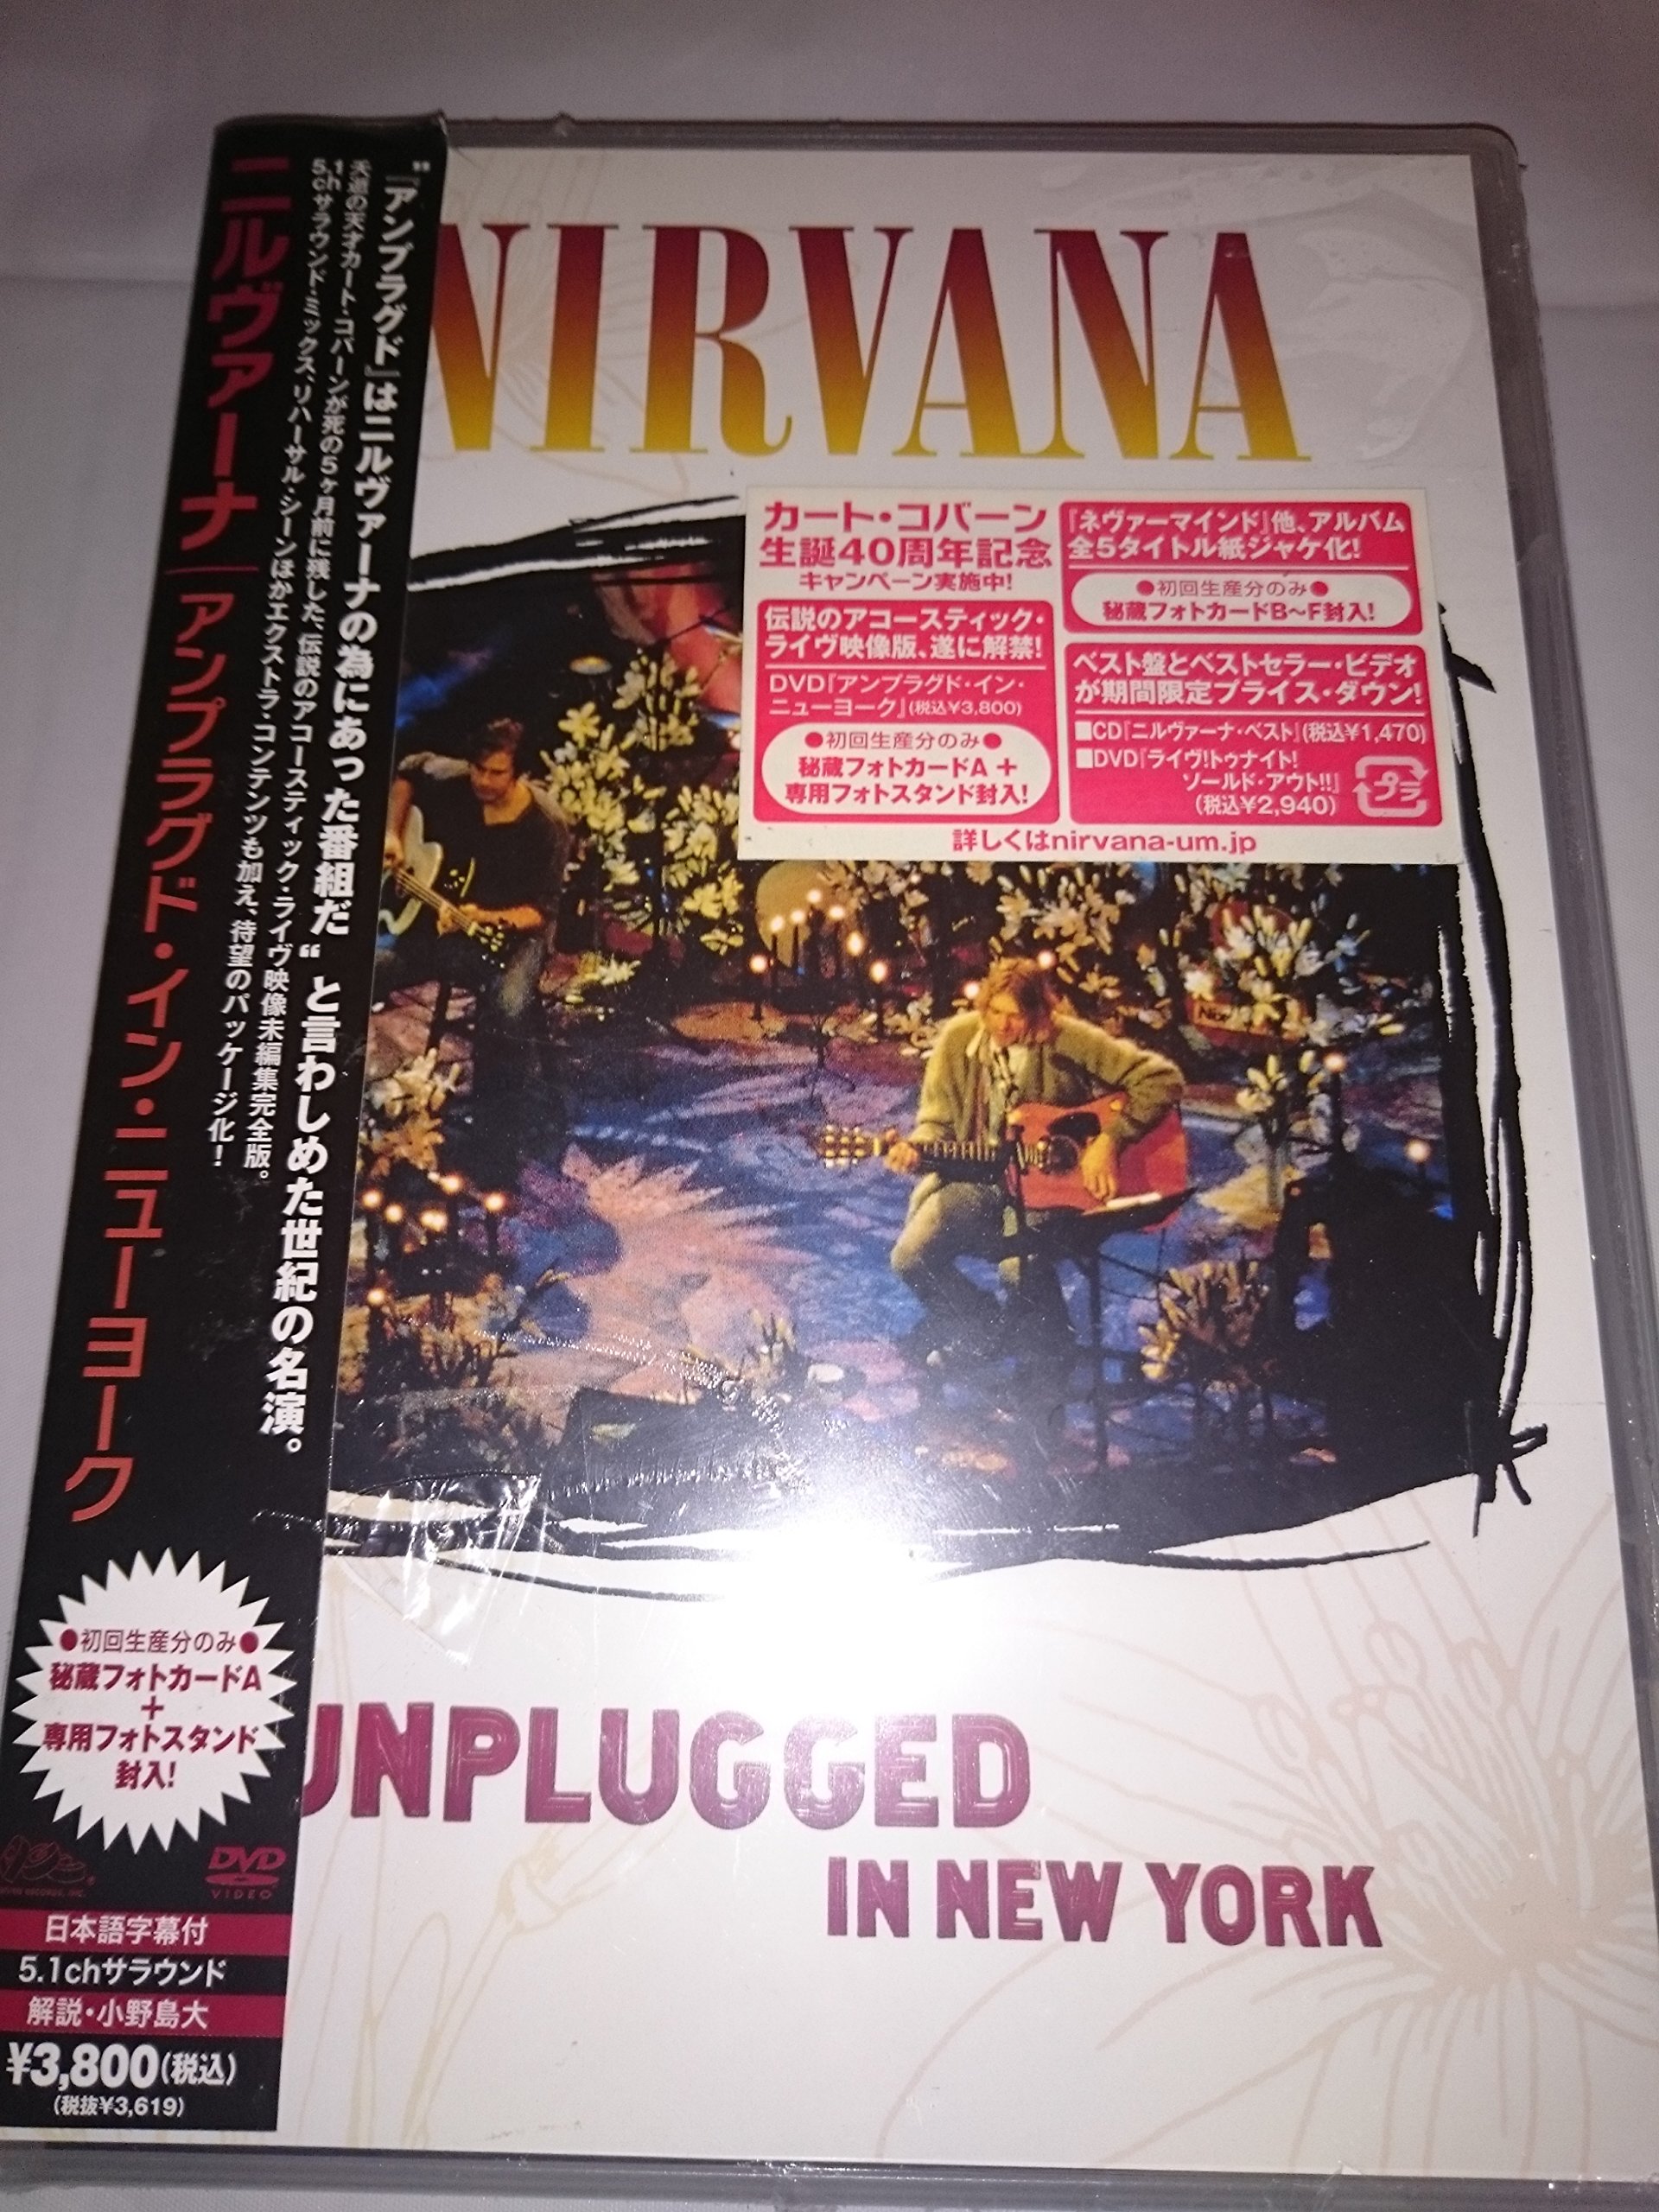 ニルヴァーナ
アンプラグド・イン・ニューヨーク
"『アンプラグド』はニルヴァーナの為にあった番組だ" と言わしめた世紀の名演。
夭逝の天才カート・コバーンが死の5ヶ月前に残した、伝説のアコースティック・ライヴ映像未編集完全版。
5.1chサラウンド・ミックス、リハーサル・シーンほかエクストラ・コンテンツも加え、待望のパッケージ化!
●初回生産分のみ●
秘蔵フォトカードA
+
専用フォトスタンド
封入!
DVD
VIDEO
日本語字幕付
5.1chサラウンド
解説・小野島大
¥3,800(税込)
(税抜¥3,619)
NIRVANA
カート・コバーン
生誕40周年記念
キャンペーン実施中!
伝説のアコースティック・
ライヴ映像版、遂に解禁!
DVD『アンプラグド・イン・
ニューヨーク』(税込¥3,800)
●初回生産分のみ●
秘蔵フォトカードA +
専用フォトスタンド封入!
『ネヴァーマインド』他、アルバム
全5タイトル紙ジャケ化!
●初回生産分のみ●
秘蔵フォトカードB〜F封入!
ベスト盤とベストセラー・ビデオ
が期間限定プライス・ダウン!
■CD『ニルヴァーナ・ベスト』(税込¥1,470)
■DVD『ライヴ!トゥナイト!
ソールド・アウト!!』
(税込¥2,940)
プラ
詳しくはnirvana-um.jp
UNPLUGGED
IN NEW YORK